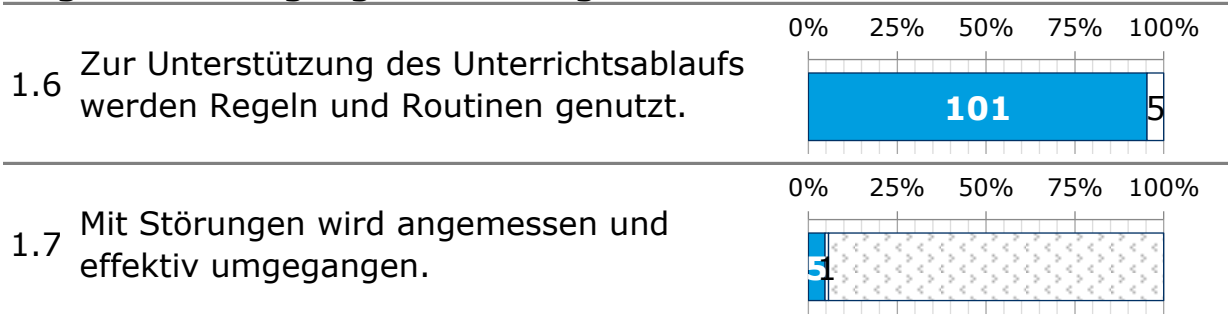 0% 25% 50% 75% 100%
1.6 Zur Unterstützung des Unterrichtsablaufs
werden Regeln und Routinen genutzt.
101 5
0% 25% 50% 75% 100%
1.7 Mit Störungen wird angemessen und
effektiv umgegangen.
5 1